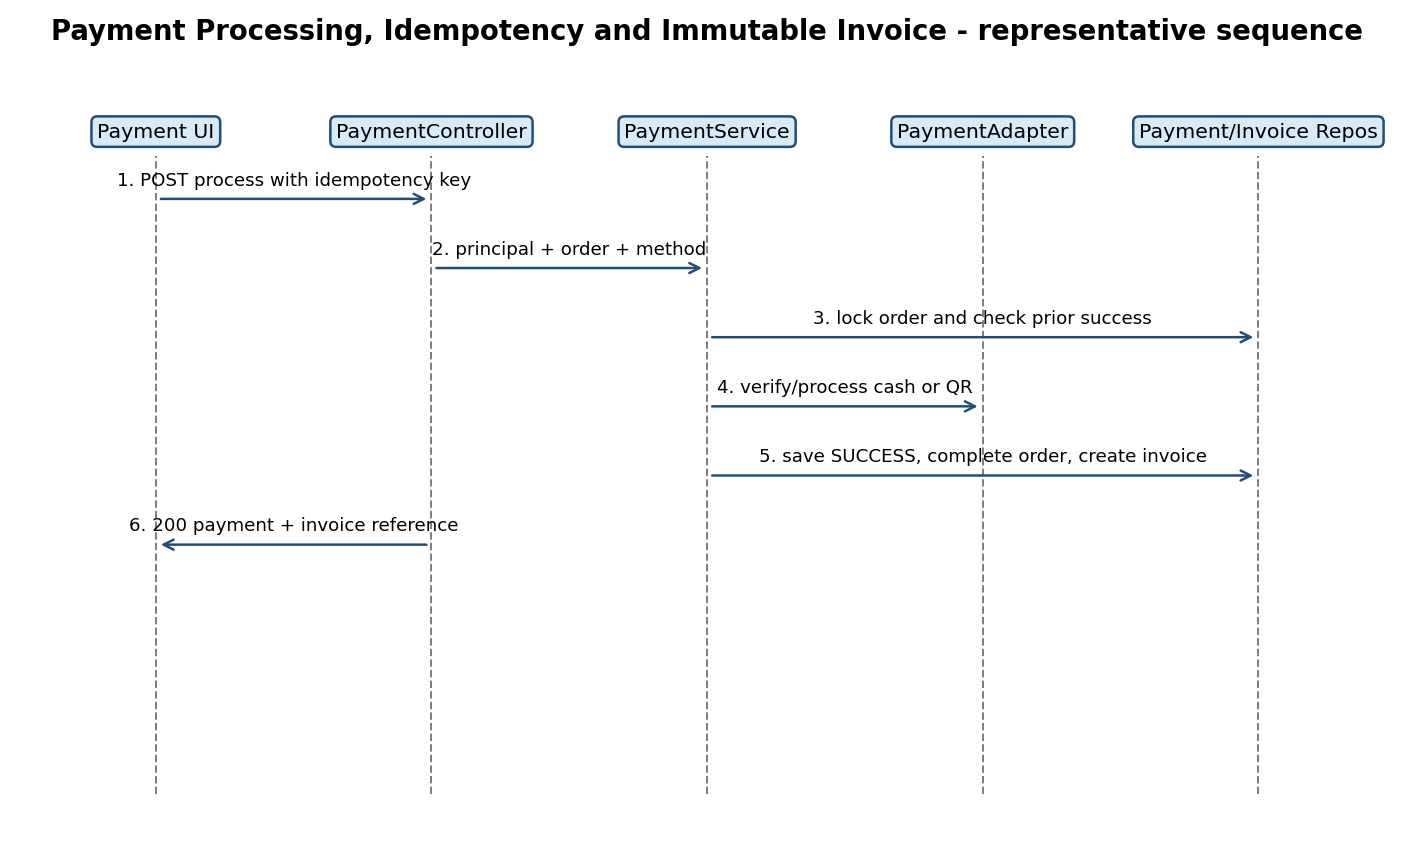 Payment Processing, Idempotency and Immutable Invoice - representative sequence
Payment UI
PaymentController
PaymentService
PaymentAdapter
Payment/Invoice Repos
1. POST process with idempotency key
2. principal + order + method
3. lock order and check prior success
4. verify/process cash or QR
5. save SUCCESS, complete order, create invoice
6. 200 payment + invoice reference